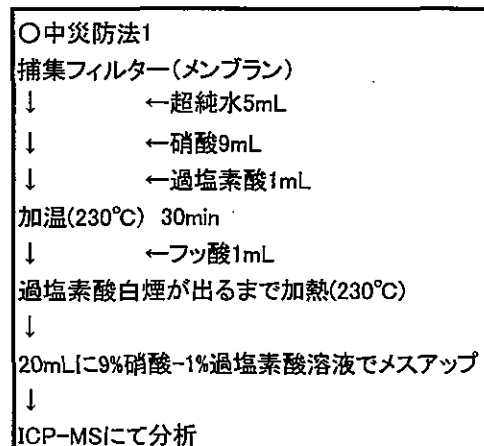 ○中災防法1
捕集フィルター(メンブラン)
↓ ←超純水5mL
↓ ←硝酸9mL
↓ ←過塩素酸1mL
加温(230℃) 30min
↓ ←フッ酸1mL
過塩素酸白煙が出るまで加熱(230℃)
↓
20mLに9%硝酸-1%過塩素酸溶液でメスアップ
↓
ICP-MSにて分析